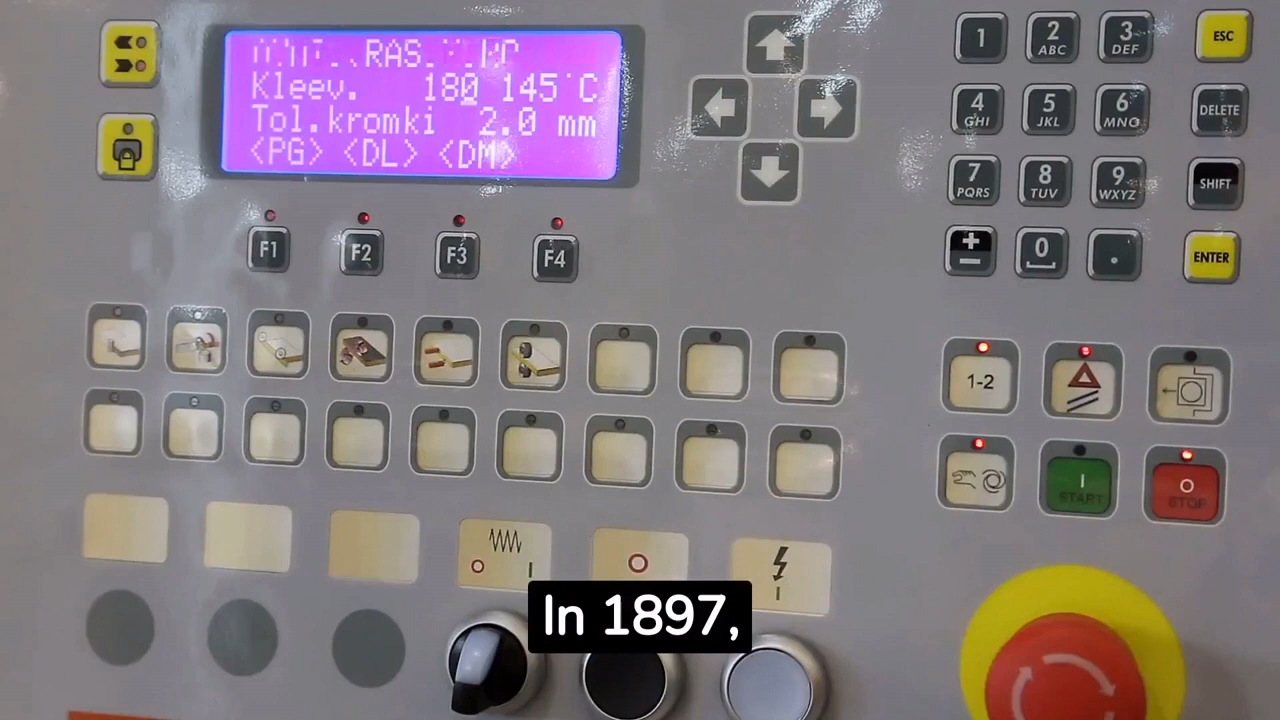 RAS.
Kleev. 180 145°C
Tol.kromki 2.0 mm
<PG> <DL> <DM>
F1 F2 F3 F4
1 2 ABC 3 DEF ESC
4 GHI 5 JKL 6 MNO DELETE
7 PQRS 8 TUV 9 WXYZ SHIFT
+ - 0 . ENTER
1-2
I START O STOP
O I O I
In 1897,